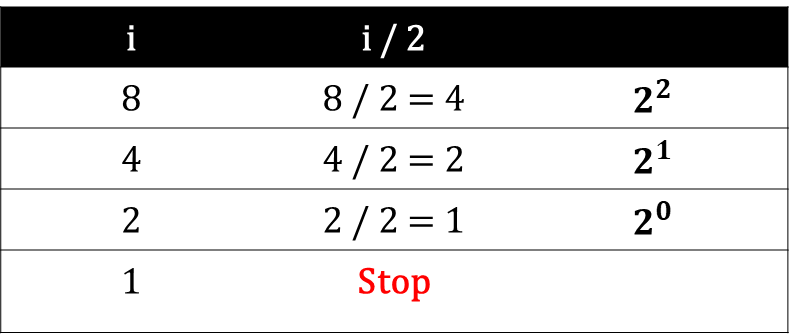 i i / 2
8 8 / 2 = 4 2²
4 4 / 2 = 2 2¹
2 2 / 2 = 1 2⁰
1 Stop